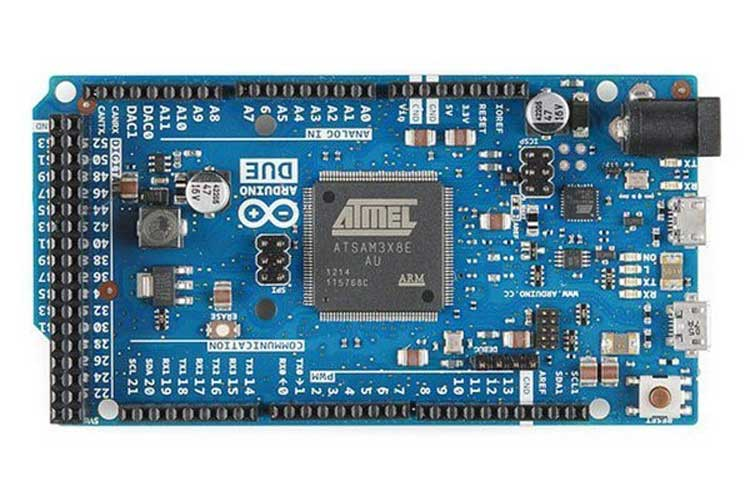 CANTX
CANRX
DAC1
DAC0
A11
A10
A9
A8
A7
6
A5
A4
A3
A2
A1
A0
ANALOG IN
Vin
GND
GND
5V
3.3V
RESET
IOREF
47
16V
ICSP
TX
RX
ON
L
TX
RX
DIGITAL
52
50
48
46
44
42
40
38
36
34
32
30
28
26
24
22
47
16V
ARDUINO
DUE
ATMEL
ATSAM3X8E
AU
1214
115768C
ARM
SPI
ERASE
WWW.ARDUINO.CC
COMMUNICATION
DEBUG
SCL 21
SDA 20
RX1 19
TX1 18
RX2 17
TX2 16
RX3 15
TX3 14
RX0←0
TX0→1
2
3
4
5
6
7
PWM
8
9
10
11
12
13
GND
AREF
SDA1
SCL1
RESET